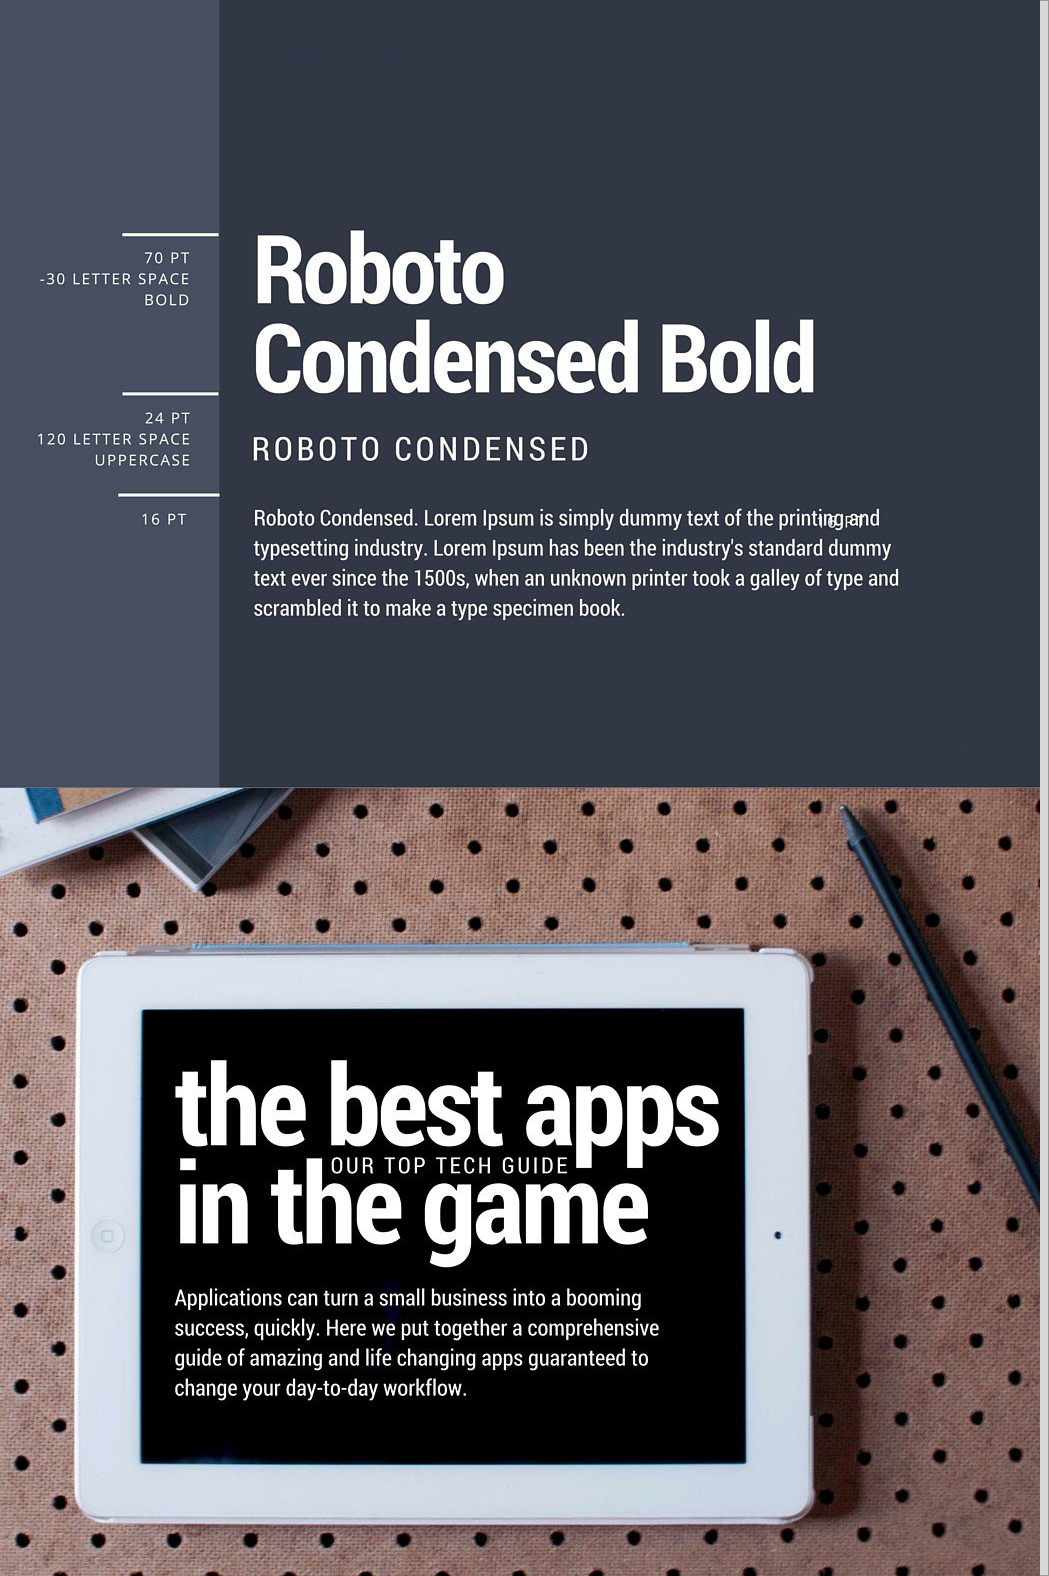 70 PT
-30 LETTER SPACE
BOLD
Roboto
Condensed Bold
24 PT
120 LETTER SPACE
UPPERCASE
ROBOTO CONDENSED
16 PT
Roboto Condensed. Lorem Ipsum is simply dummy text of the printing and
16 PT
typesetting industry. Lorem Ipsum has been the industry's standard dummy
text ever since the 1500s, when an unknown printer took a galley of type and
scrambled it to make a type specimen book.
the best apps
OUR TOP TECH GUIDE
in the game
Applications can turn a small business into a booming
success, quickly. Here we put together a comprehensive
guide of amazing and life changing apps guaranteed to
change your day-to-day workflow.